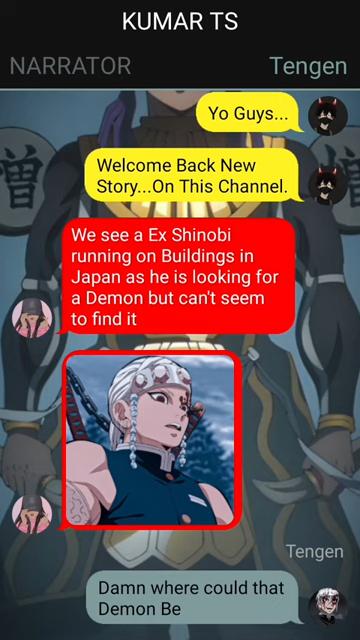 KUMAR TS
NARRATOR
Tengen
Yo Guys...
Welcome Back New
Story...On This Channel.
We see a Ex Shinobi
running on Buildings in
Japan as he is looking for
a Demon but can't seem
to find it
Tengen
Damn where could that
Demon Be
憎
憎